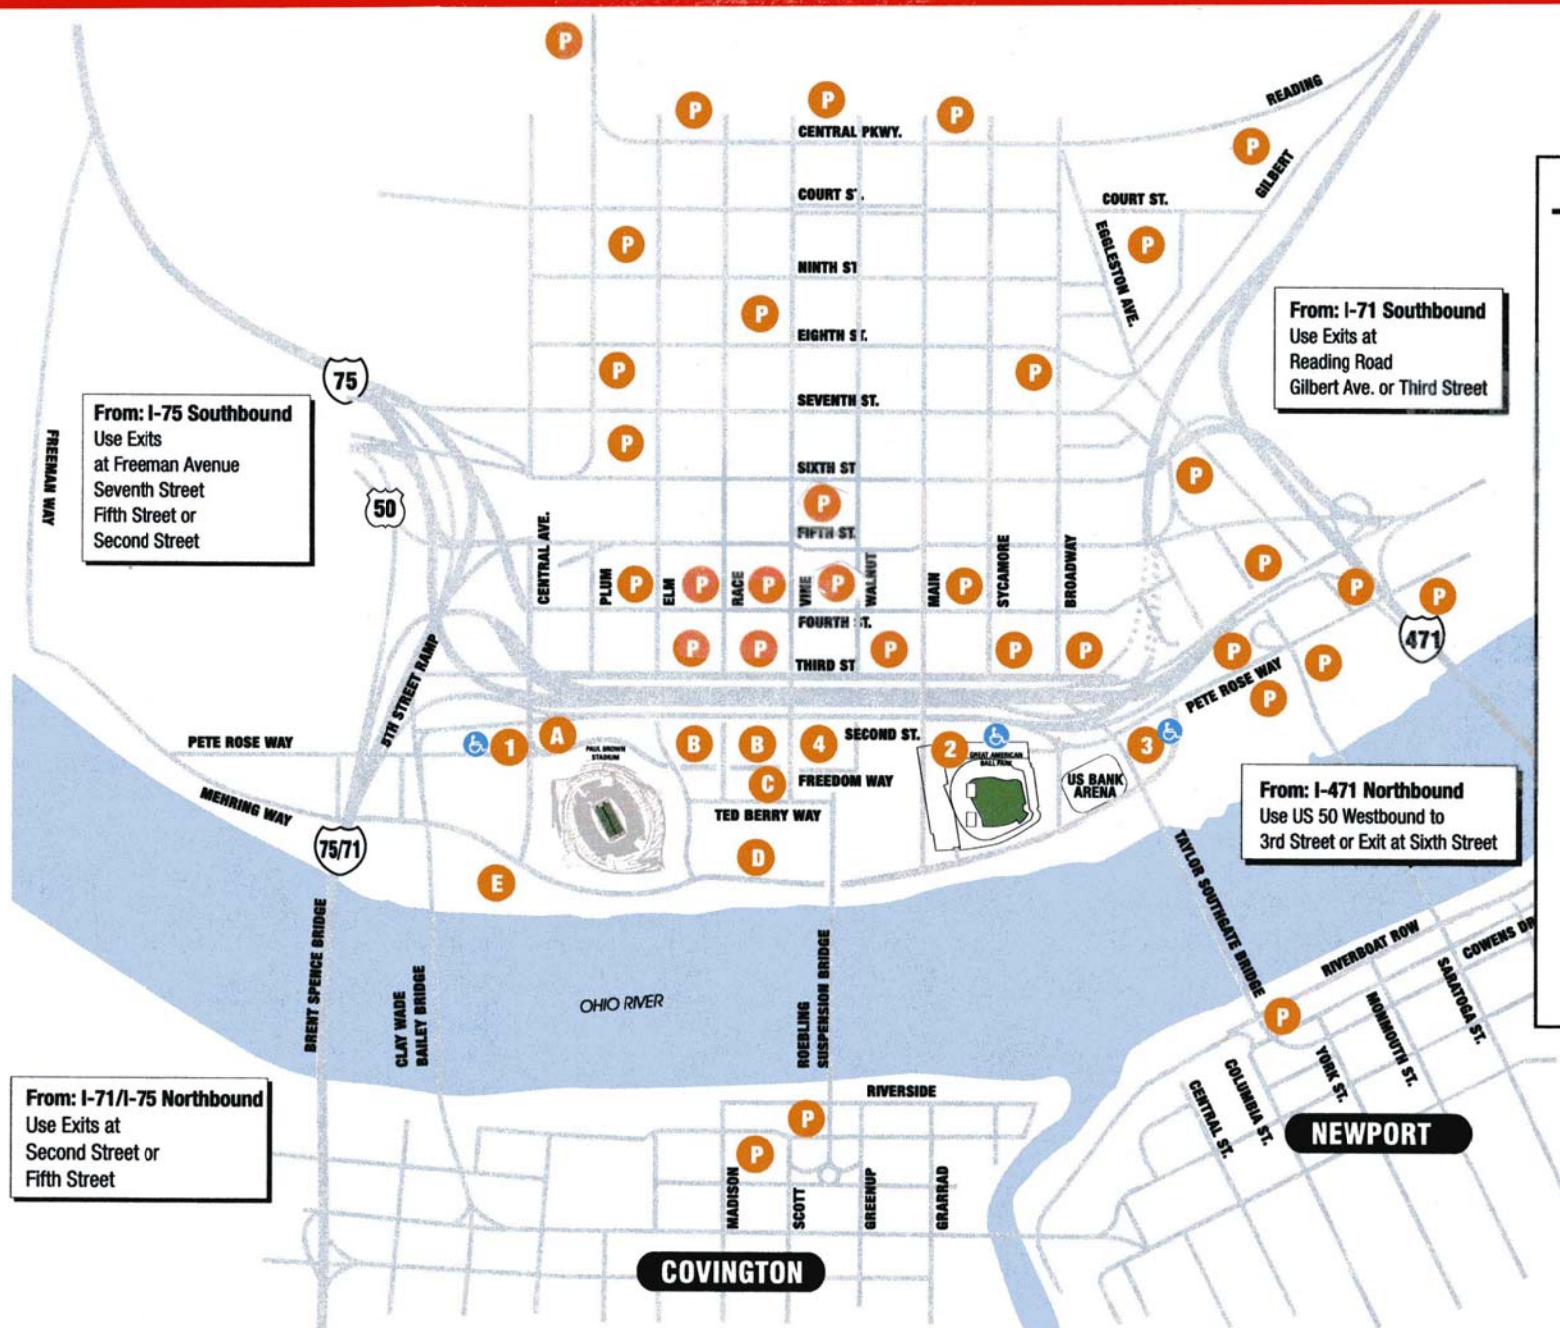 P
P
P
P
READING
CENTRAL PKWY.
P
GILBERT
COURT ST.
COURT ST.
P
P
EGGLESTON AVE.
NINTH ST
P
EIGHTH ST.
From: I-71 Southbound
Use Exits at
Reading Road
Gilbert Ave. or Third Street
75
P
P
SEVENTH ST.
From: I-75 Southbound
Use Exits
at Freeman Avenue
Seventh Street
Fifth Street or
Second Street
FREEMAN WAY
P
SIXTH ST
P
50
P
FIFTH ST.
CENTRAL AVE.
PLUM
P
ELM
P
RACE
P
VINE
P
WALNUT
MAIN
P
SYCAMORE
BROADWAY
P
P
P
FOURTH ST.
471
5TH STREET RAMP
P
P
THIRD ST
P
P
P
P
P
PETE ROSE WAY
P
PETE ROSE WAY
1
A
PAUL BROWN
STADIUM
B
B
4
SECOND ST.
2
GREAT AMERICAN
BALL PARK
3
US BANK
ARENA
C
FREEDOM WAY
MEHRING WAY
TED BERRY WAY
From: I-471 Northbound
Use US 50 Westbound to
3rd Street or Exit at Sixth Street
75/71
D
E
TAYLOR SOUTHGATE BRIDGE
BRENT SPENCE BRIDGE
CLAY WADE
BAILEY BRIDGE
OHIO RIVER
ROEBLING
SUSPENSION BRIDGE
RIVERBOAT ROW
COWENS DR
SARATOGA ST.
MONMOUTH ST.
P
YORK ST.
COLUMBIA ST.
CENTRAL ST.
NEWPORT
From: I-71/I-75 Northbound
Use Exits at
Second Street or
Fifth Street
RIVERSIDE
P
P
MADISON
SCOTT
GREENUP
GRARRAD
COVINGTON